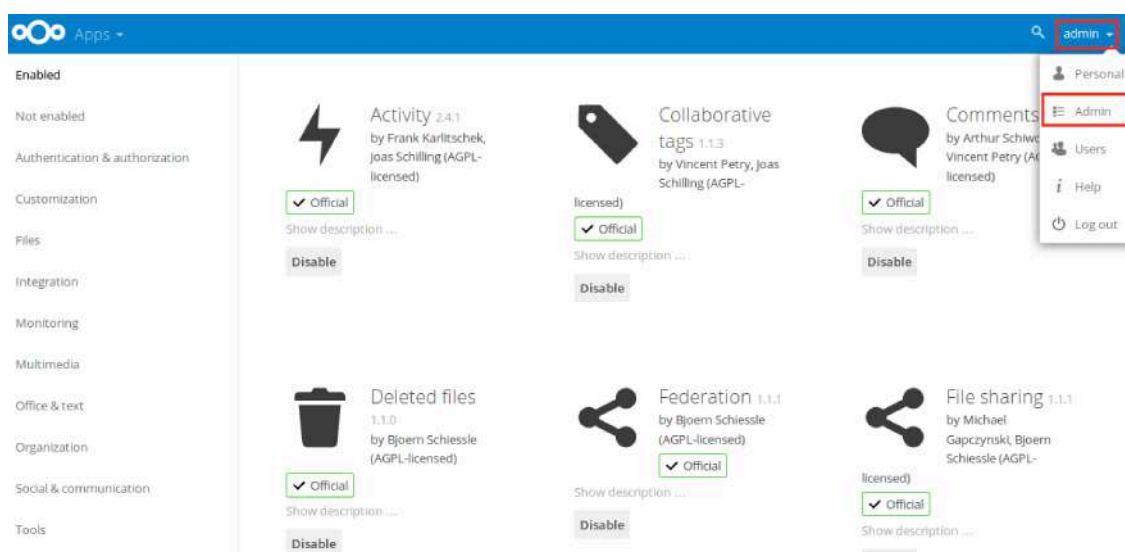 Apps
admin
Enabled
Not enabled
Authentication & authorization
Customization
Files
Integration
Monitoring
Multimedia
Office & text
Organization
Social & communication
Tools
Activity 2.4.1
by Frank Karlitschek,
Joas Schilling (AGPL-
licensed)
Official
Show description ...
Disable
Collaborative
tags 1.1.3
by Vincent Petry, Joas
Schilling (AGPL-
licensed)
Official
Show description ...
Disable
Comments
by Arthur Schiwo
Vincent Petry (A
licensed)
Official
Show description ...
Disable
Personal
Admin
Users
Help
Log out
Deleted files
1.1.0
by Bjoern Schiessle
(AGPL-licensed)
Official
Show description ...
Disable
Federation 1.1.1
by Bjoern Schiessle
(AGPL-licensed)
Official
Show description ...
Disable
File sharing 1.1.1
by Michael
Gapczynski, Bjoern
Schiessle (AGPL-
licensed)
Official
Show description ...